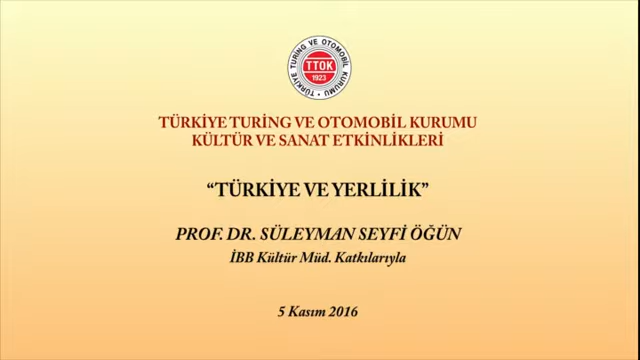 TÜRKİYE TURİNG VE OTOMOBİL KURUMU
TTOK
1923
TÜRKİYE TURİNG VE OTOMOBİL KURUMU
KÜLTÜR VE SANAT ETKİNLİKLERİ
“TÜRKİYE VE YERLİLİK”
PROF. DR. SÜLEYMAN SEYFİ ÖĞÜN
İBB Kültür Müd. Katkılarıyla
5 Kasım 2016